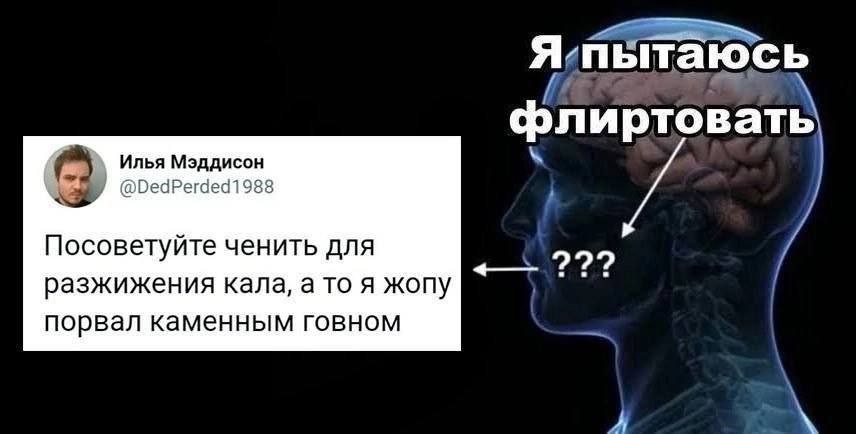 Я пытаюсь
флиртовать
Илья Мэддисон
@DedPerded1988
Посоветуйте ченить для
разжижения кала, а то я жопу
порвал каменным говном
???